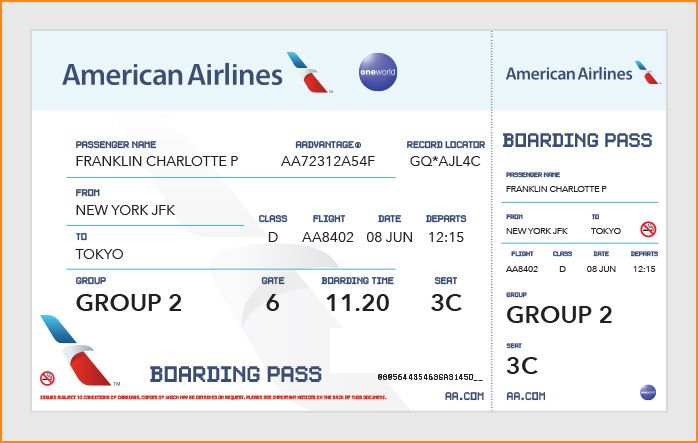 American Airlines
oneworld
PASSENGER NAME AADVANTAGE® RECORD LOCATOR
FRANKLIN CHARLOTTE P AA72312A54F GQ*AJL4C
FROM
NEW YORK JFK
TO
TOKYO
CLASS FLIGHT DATE DEPARTS
D AA8402 08 JUN 12:15
GROUP GATE BOARDING TIME SEAT
GROUP 2 6 11.20 3C
TM
BOARDING PASS
AA.COM
ISSUED SUBJECT TO CONDITIONS OF CARRIAGE, COPIES OF WHICH MAY BE OBTAINED ON REQUEST. PLEASE SEE IMPORTANT NOTICES ON THE BACK OF THIS DOCUMENT.
American Airlines
BOARDING PASS
PASSENGER NAME
FRANKLIN CHARLOTTE P
FROM TO
NEW YORK JFK TOKYO
FLIGHT CLASS DATE DEPARTS
AA8402 D 08 JUN 12:15
GROUP
GROUP 2
SEAT
3C
AA.COM
oneworld